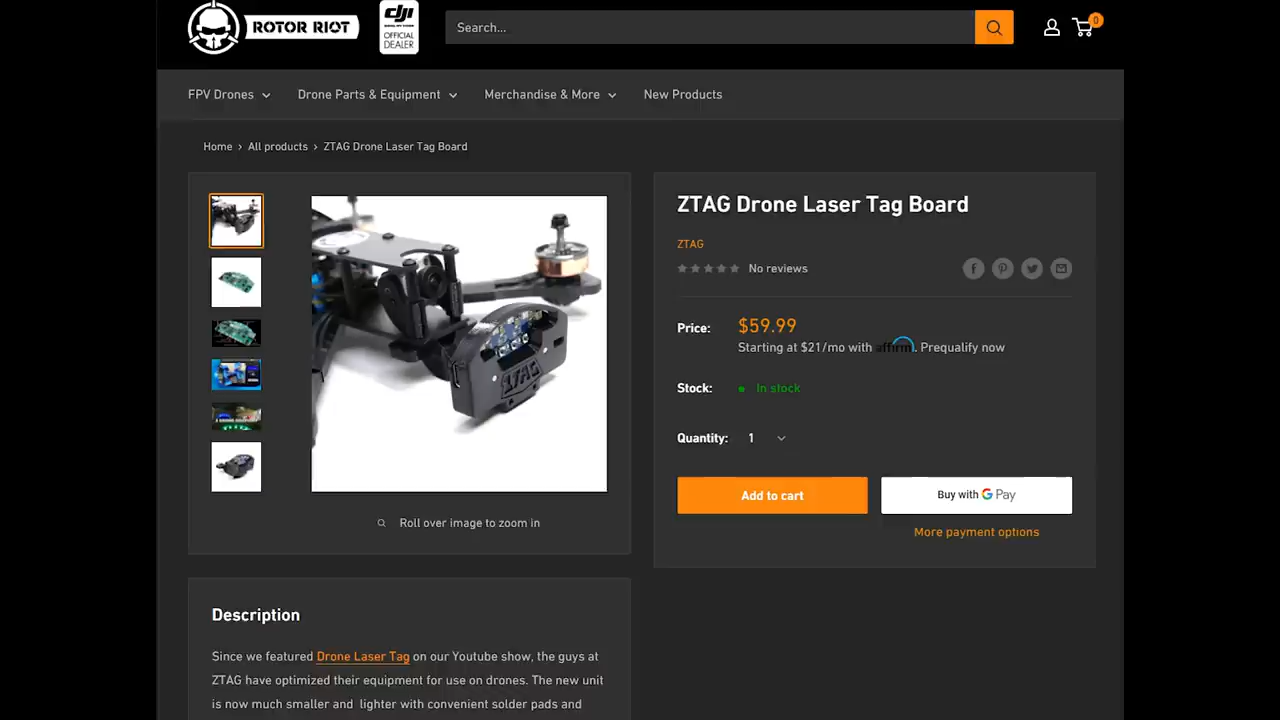 ROTOR RIOT
dji
OFFICIAL
DEALER
Search...
0
FPV Drones
Drone Parts & Equipment
Merchandise & More
New Products
Home › All products › ZTAG Drone Laser Tag Board
ZTAG
Roll over image to zoom in
ZTAG Drone Laser Tag Board
ZTAG
No reviews
Price: $59.99
Starting at $21/mo with affirm. Prequalify now
Stock: In stock
Quantity: 1
Add to cart
Buy with G Pay
More payment options
Description
Since we featured Drone Laser Tag on our Youtube show, the guys at
ZTAG have optimized their equipment for use on drones. The new unit
is now much smaller and lighter with convenient solder pads and